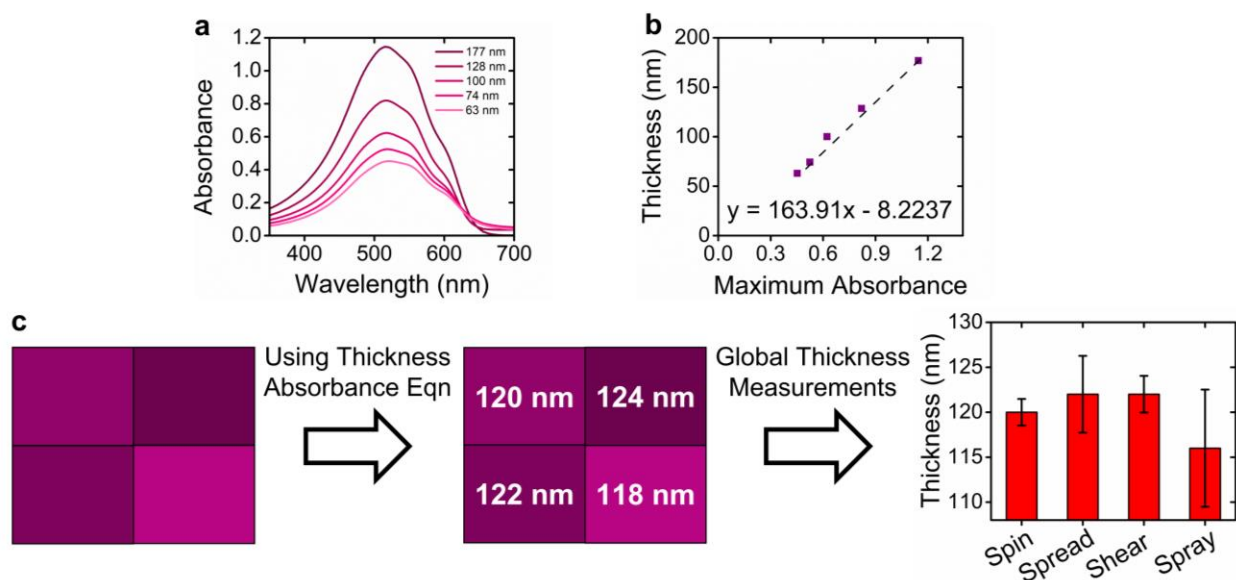 a
1.2
1.0
0.8
0.6
0.4
0.2
0.0
Absorbance
400
500
600
700
Wavelength (nm)
177 nm
128 nm
100 nm
74 nm
63 nm
b
200
150
100
50
0
Thickness (nm)
y = 163.91x - 8.2237
0.0
0.3
0.6
0.9
1.2
Maximum Absorbance
c
Using Thickness
Absorbance Eqn
120 nm
124 nm
122 nm
118 nm
Global Thickness
Measurements
130
125
120
115
110
Thickness (nm)
Spin
Spread
Shear
Spray